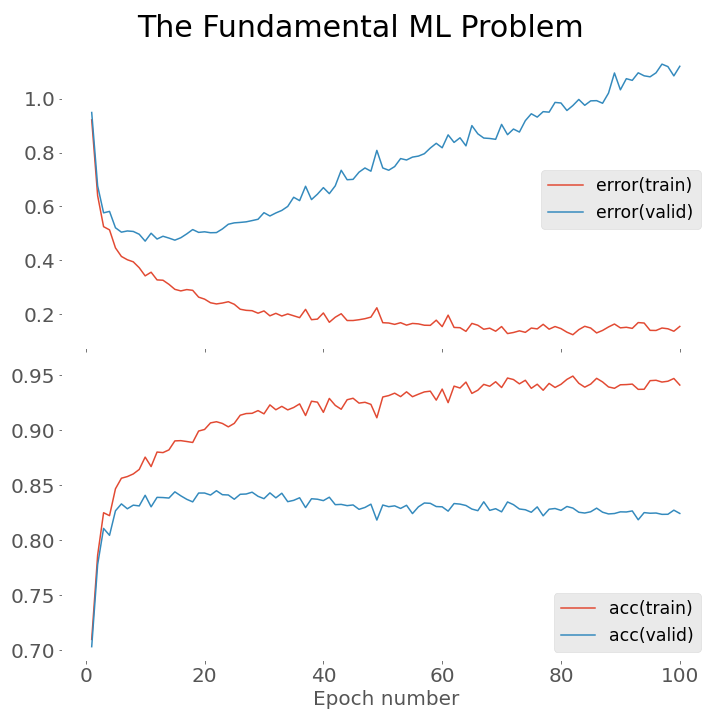 The Fundamental ML Problem
1.0
0.8
0.6
0.4
0.2
error(train)
error(valid)
0.95
0.90
0.85
0.80
0.75
0.70
acc(train)
acc(valid)
0 20 40 60 80 100
Epoch number